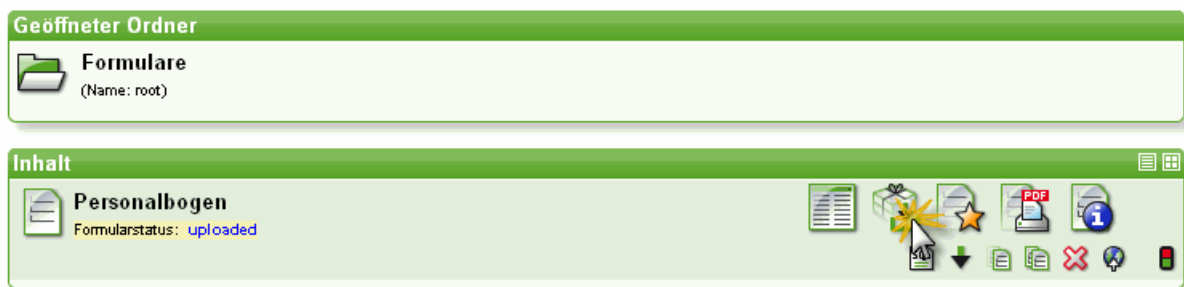 Geöffneter Ordner
Formulare
(Name: root)
Inhalt
Personalbogen
Formularstatus: uploaded
PDF